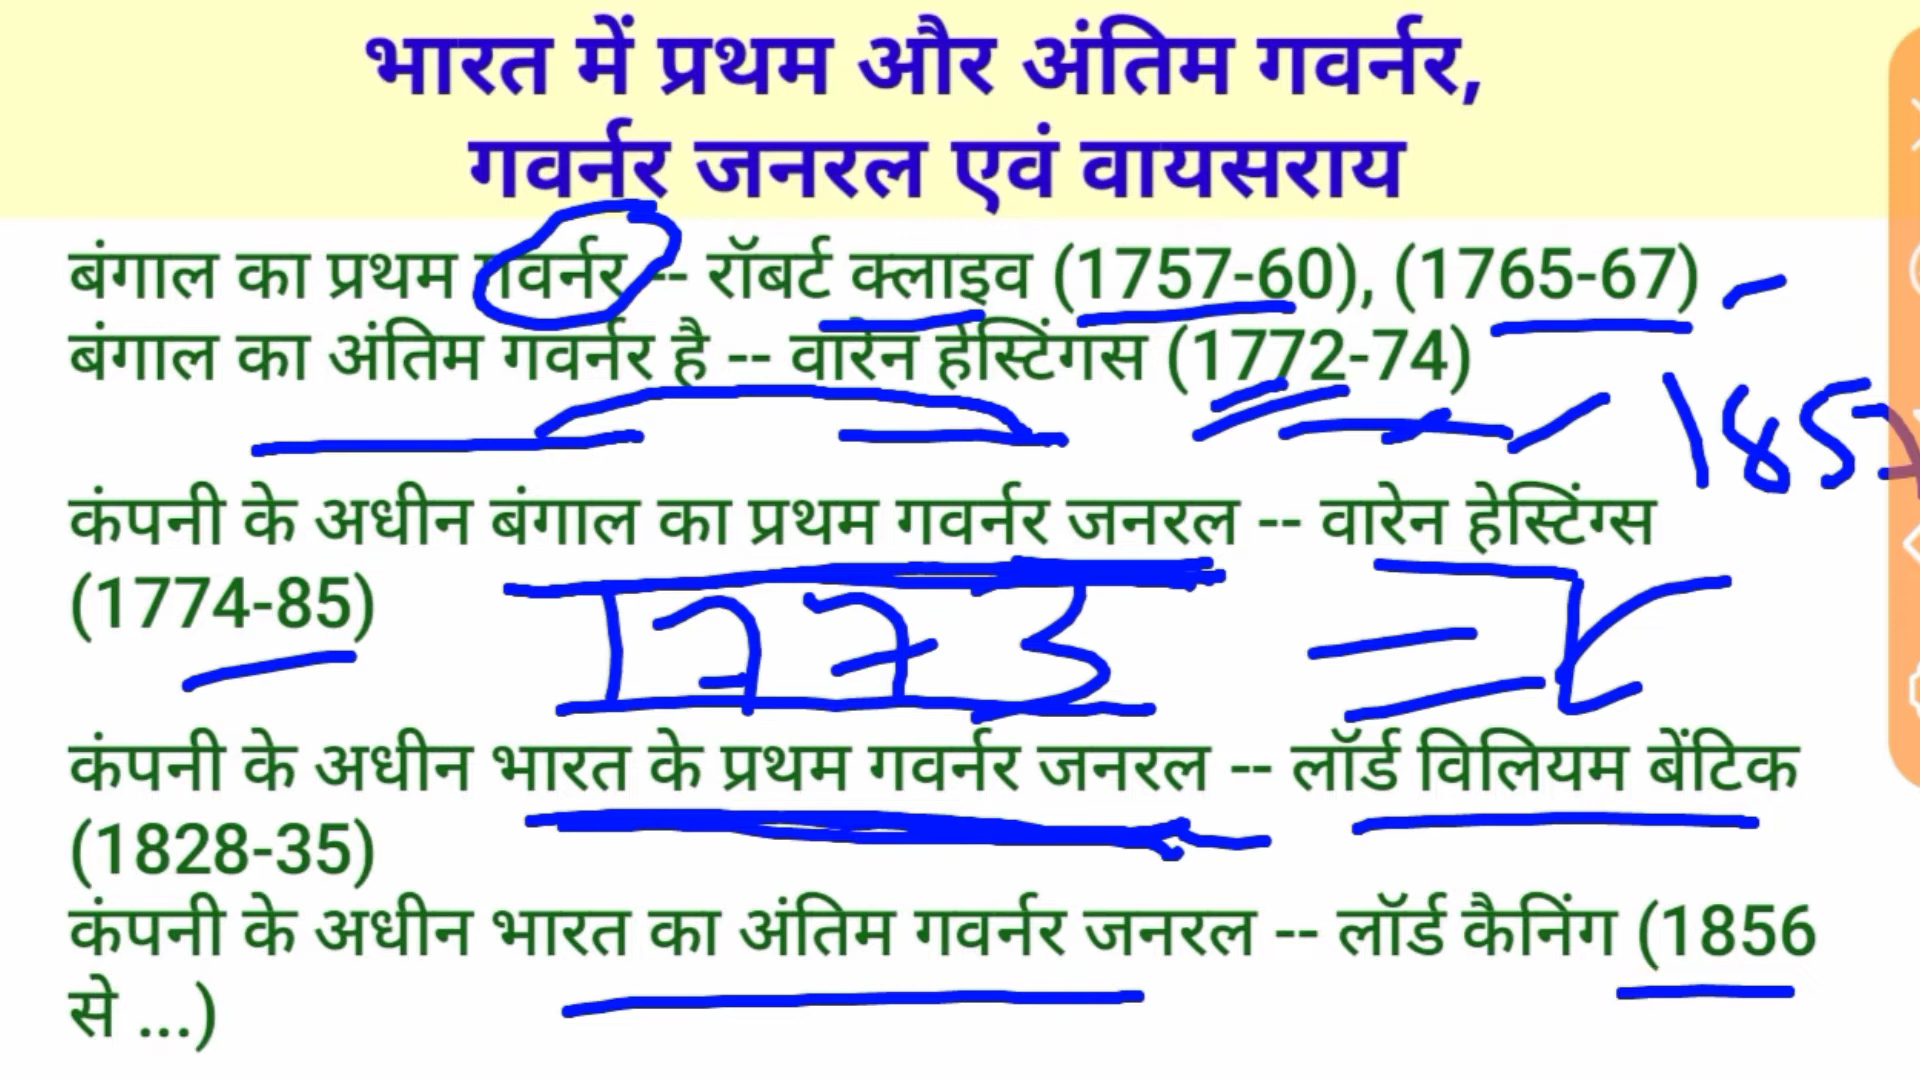 भारत में प्रथम और अंतिम गवर्नर,
गवर्नर जनरल एवं वायसराय
बंगाल का प्रथम गवर्नर -- रॉबर्ट क्लाइव (1757-60), (1765-67)
बंगाल का अंतिम गवर्नर है -- वारेन हेस्टिंगस (1772-74)
1857
कंपनी के अधीन बंगाल का प्रथम गवर्नर जनरल -- वारेन हेस्टिंग्स
(1774-85)
1773
कंपनी के अधीन भारत के प्रथम गवर्नर जनरल -- लॉर्ड विलियम बेंटिक
(1828-35)
कंपनी के अधीन भारत का अंतिम गवर्नर जनरल -- लॉर्ड कैनिंग (1856
से ...)